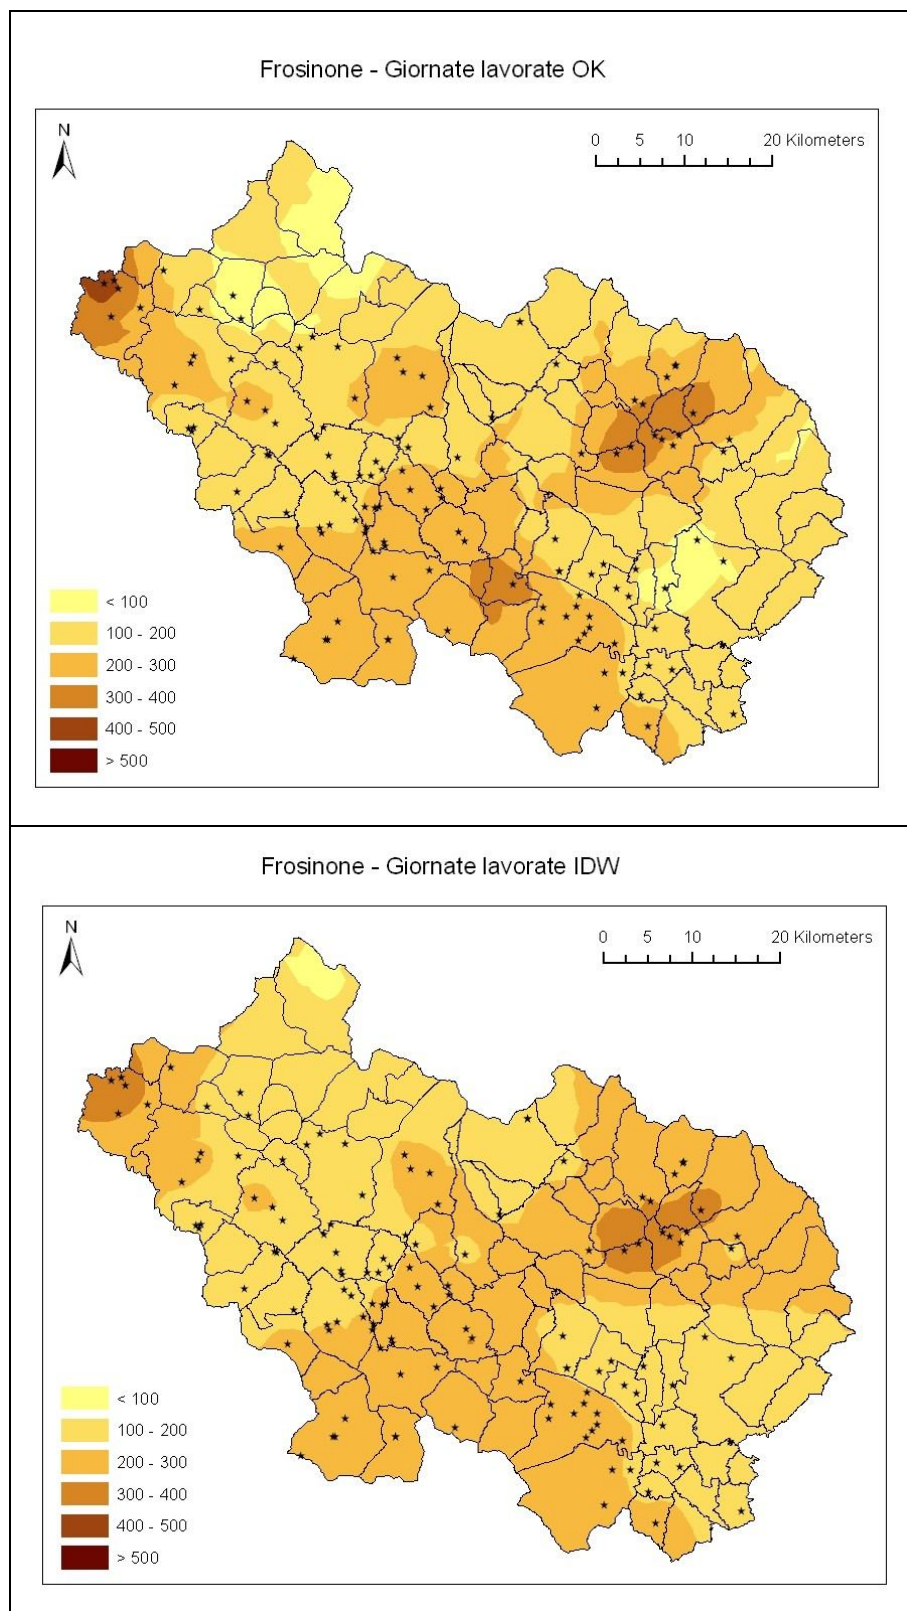 Frosinone - Giornate lavorate OK
N
0 5 10 20 Kilometers
< 100
100 - 200
200 - 300
300 - 400
400 - 500
> 500
Frosinone - Giornate lavorate IDW
N
0 5 10 20 Kilometers
< 100
100 - 200
200 - 300
300 - 400
400 - 500
> 500